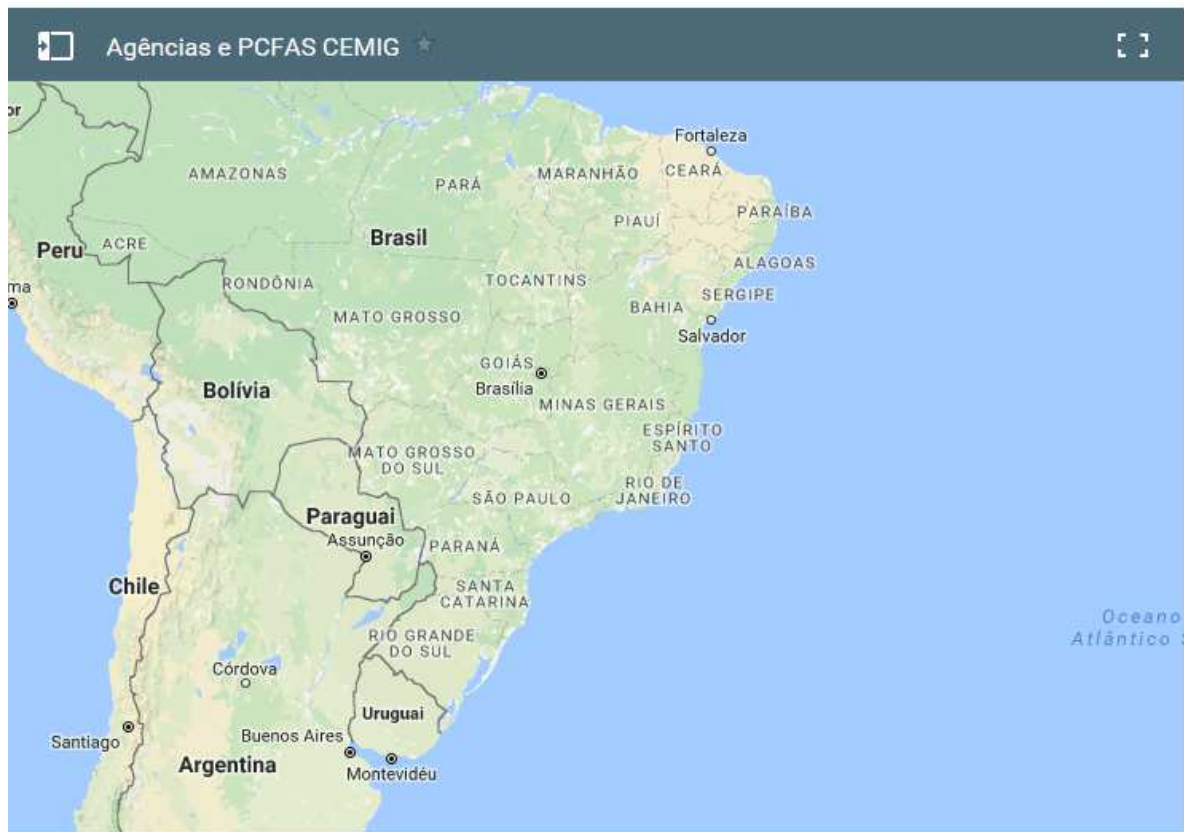 Agências e PCFAS CEMIG
or
Fortaleza
AMAZONAS
PARÁ
MARANHÃO
CEARÁ
PIAUÍ
PARAÍBA
Brasil
Peru
ACRE
ALAGOAS
RONDÔNIA
TOCANTINS
ma
SERGIPE
BAHIA
MATO GROSSO
Salvador
GOIÁS
Brasília
Bolívia
MINAS GERAIS
ESPÍRITO
SANTO
MATO GROSSO
DO SUL
RIO DE
JANEIRO
SÃO PAULO
Paraguai
Assunção
PARANÁ
Chile
SANTA
CATARINA
Oceano
Atlântico S
RIO GRANDE
DO SUL
Córdova
Uruguai
Buenos Aires
Santiago
Argentina
Montevidéu